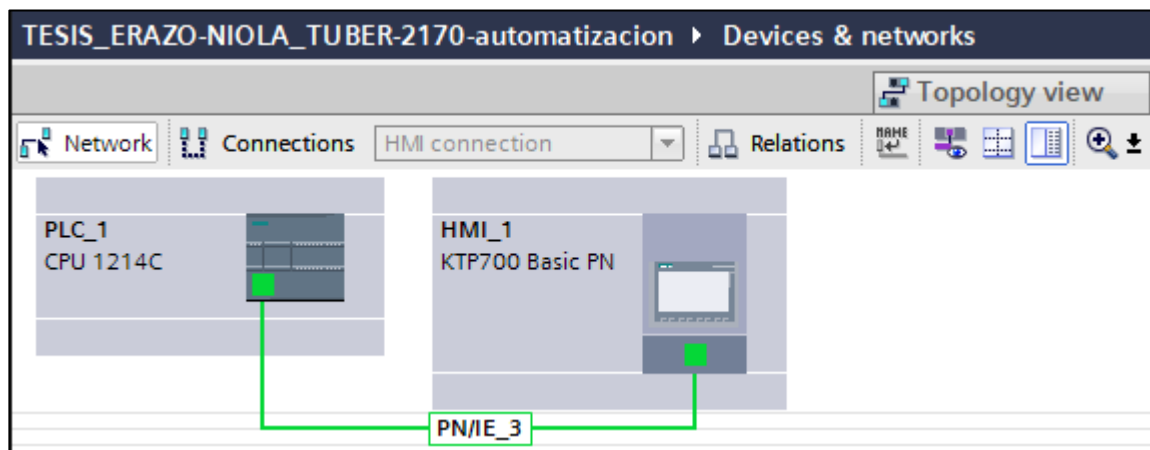 TESIS_ERAZO-NIOLA_TUBER-2170-automatizacion ▸ Devices & networks
Topology view
Network Connections HMI connection Relations NAME
PLC_1
CPU 1214C
HMI_1
KTP700 Basic PN
PN/IE_3